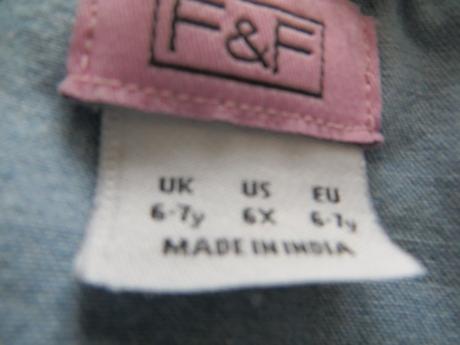 F&F
UK US EU
6-7y 6X 6-7y
MADE IN INDIA